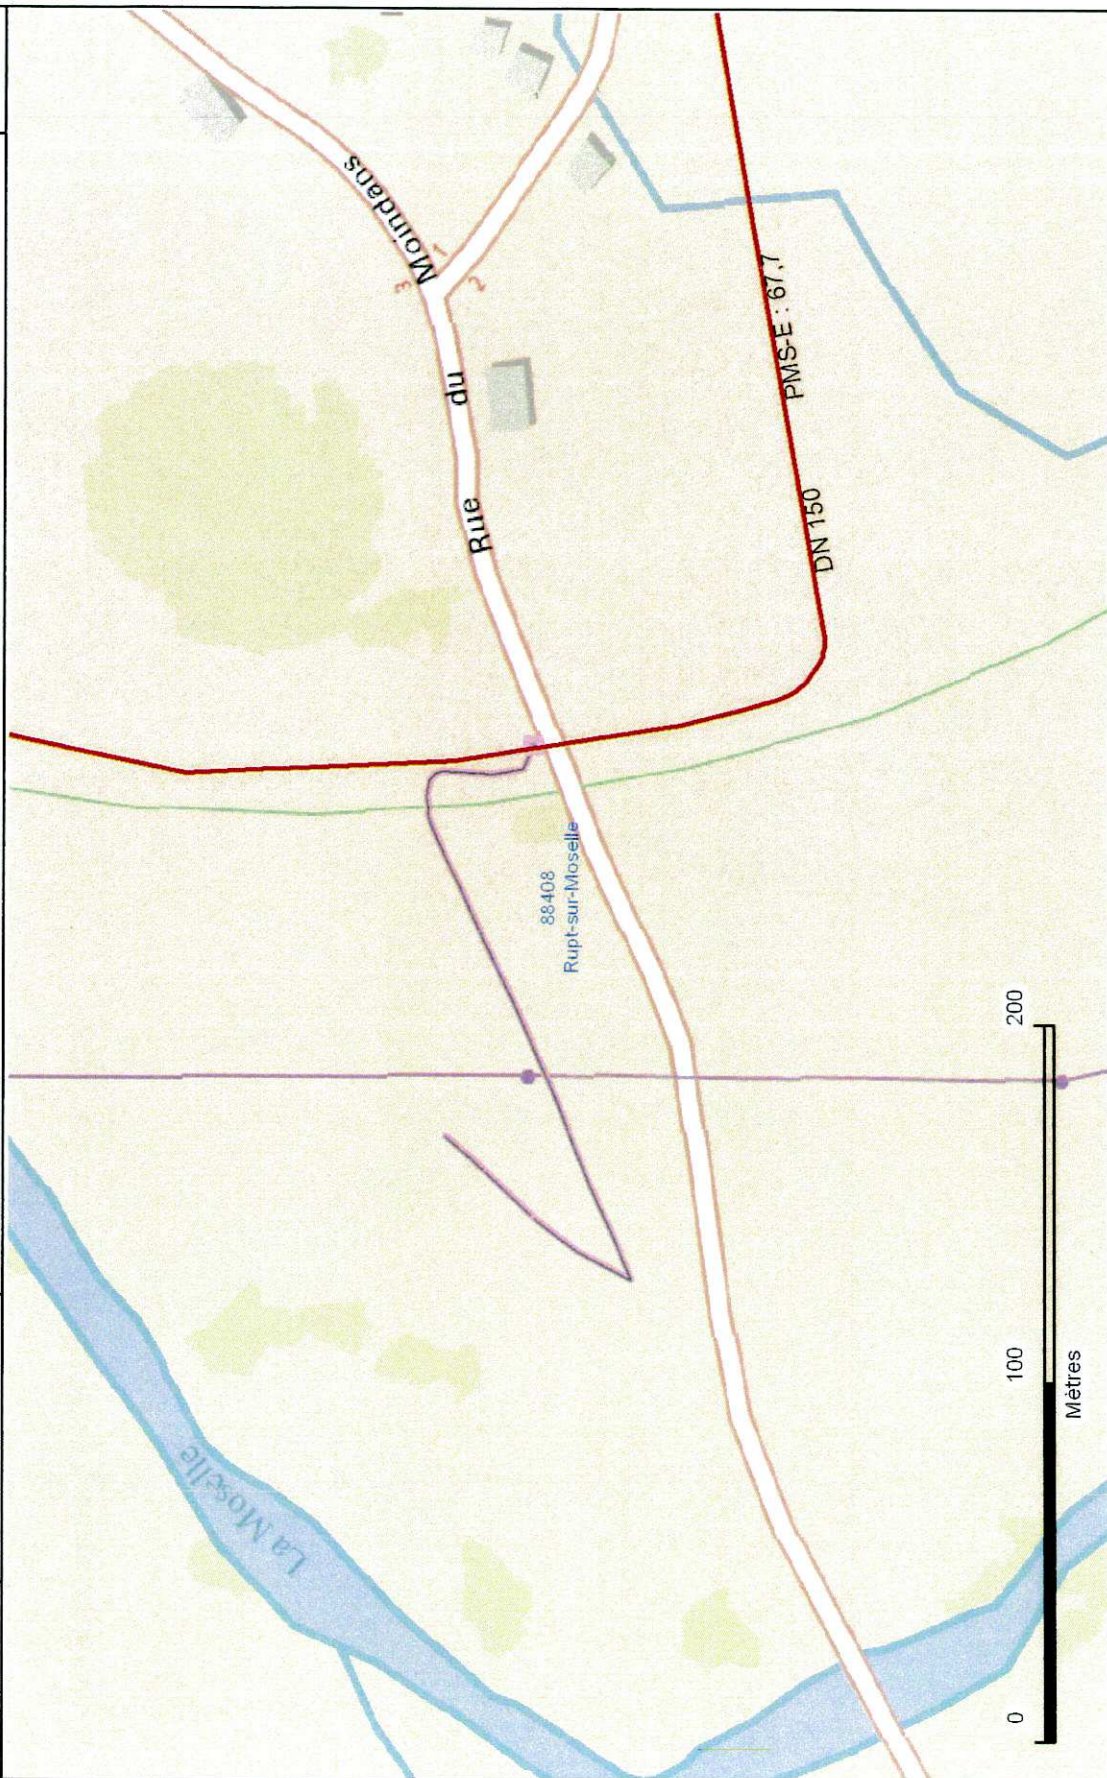 La Moselle
88408
Rupt-sur-Moselle
Rue du Moindans
3
1
2
DN 150
PMS-E : 67,7
0
100
200
Mètres